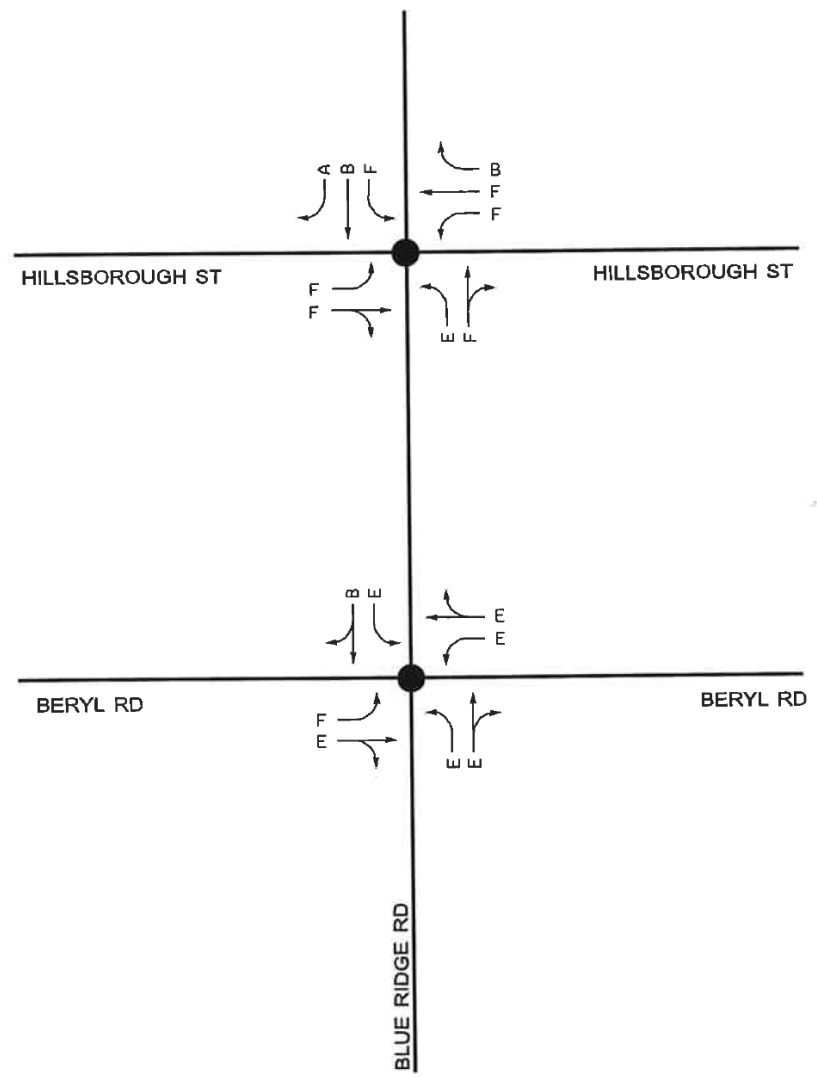 A B F
B
F
F
HILLSBOROUGH ST
HILLSBOROUGH ST
F
F
E F
B E
E
E
BERYL RD
BERYL RD
F
E
E E
BLUE RIDGE RD